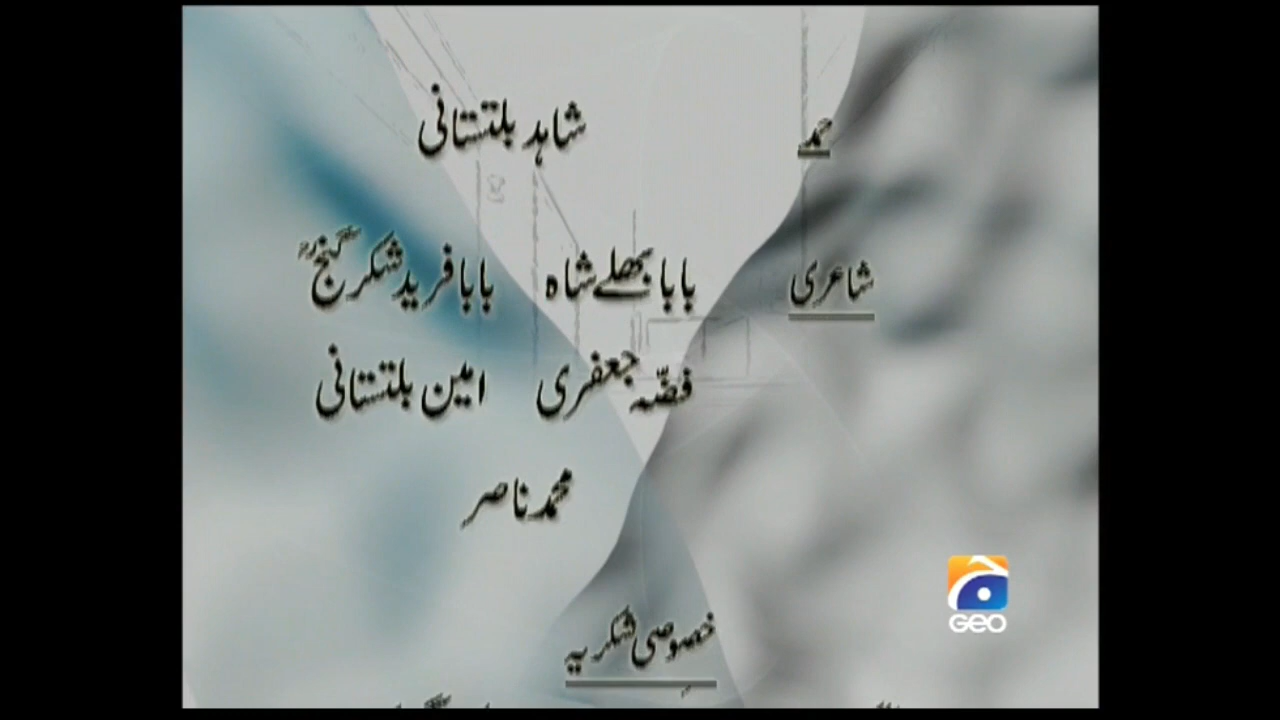 حمد شاہد بلتستانی
شاعری بابا بھلے شاہ بابا فرید شکر گنجؒ
فضّہ جعفری امین بلتستانی
محمد ناصر
خصوصی شکریہ
GEO